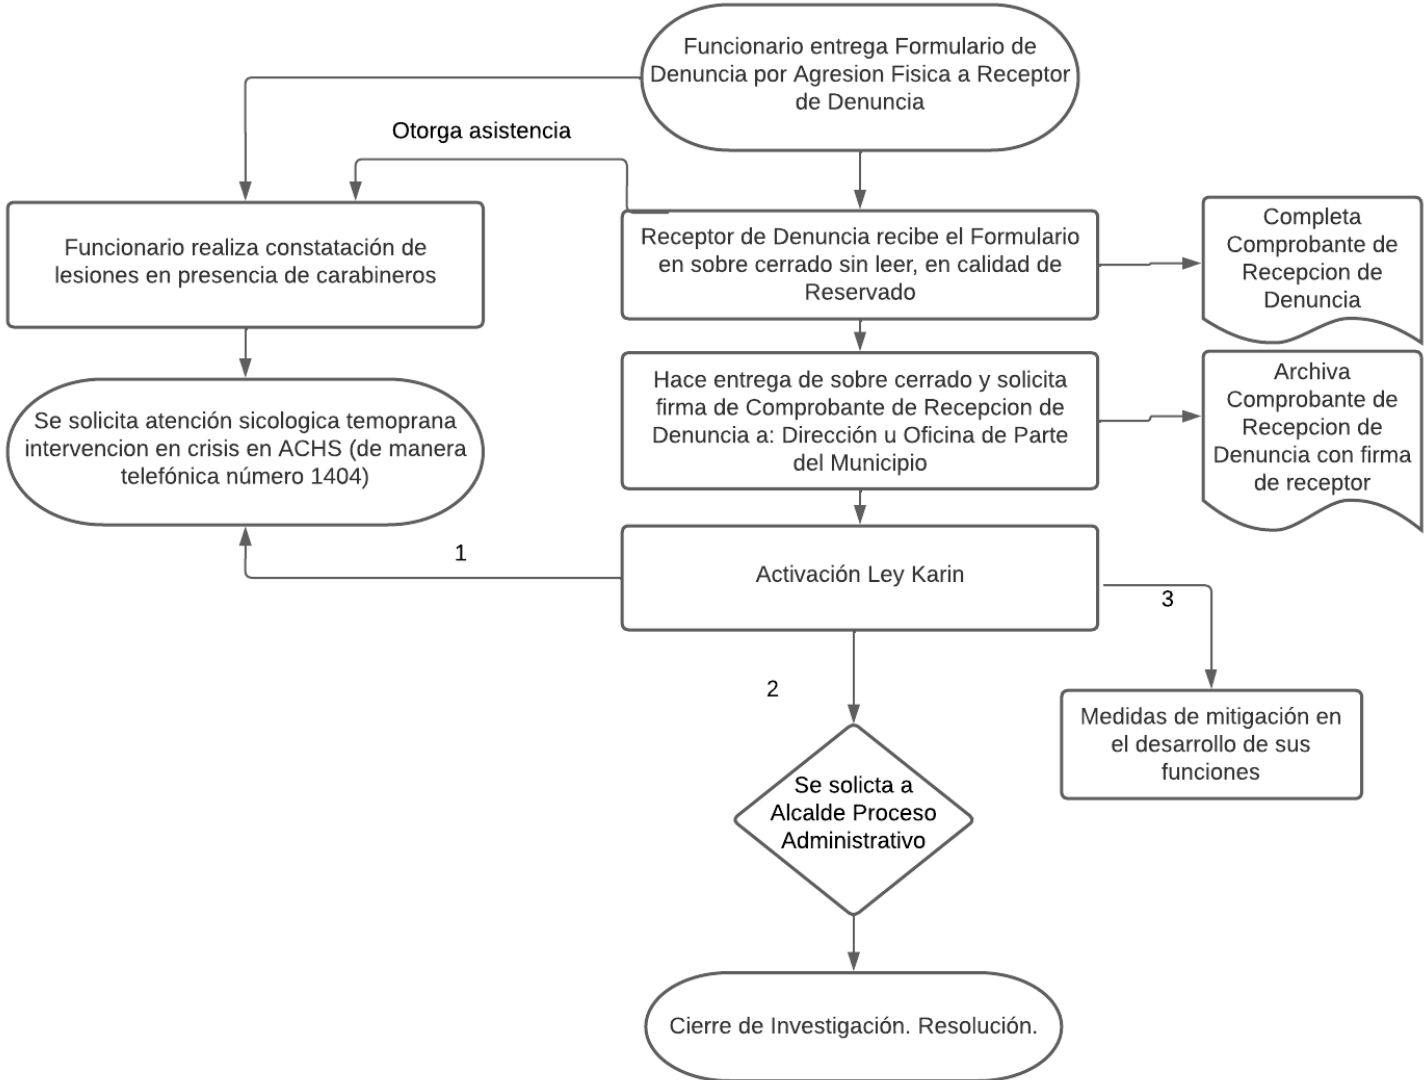 Funcionario entrega Formulario de
Denuncia por Agresion Fisica a Receptor
de Denuncia
Otorga asistencia
Funcionario realiza constatación de
lesiones en presencia de carabineros
Receptor de Denuncia recibe el Formulario
en sobre cerrado sin leer, en calidad de
Reservado
Completa
Comprobante de
Recepcion de
Denuncia
Se solicita atención sicologica temoprana
intervencion en crisis en ACHS (de manera
telefónica número 1404)
Hace entrega de sobre cerrado y solicita
firma de Comprobante de Recepcion de
Denuncia a: Dirección u Oficina de Parte
del Municipio
Archiva
Comprobante de
Recepcion de
Denuncia con firma
de receptor
1
Activación Ley Karin
3
2
Medidas de mitigación en
el desarrollo de sus
funciones
Se solicta a
Alcalde Proceso
Administrativo
Cierre de Investigación. Resolución.